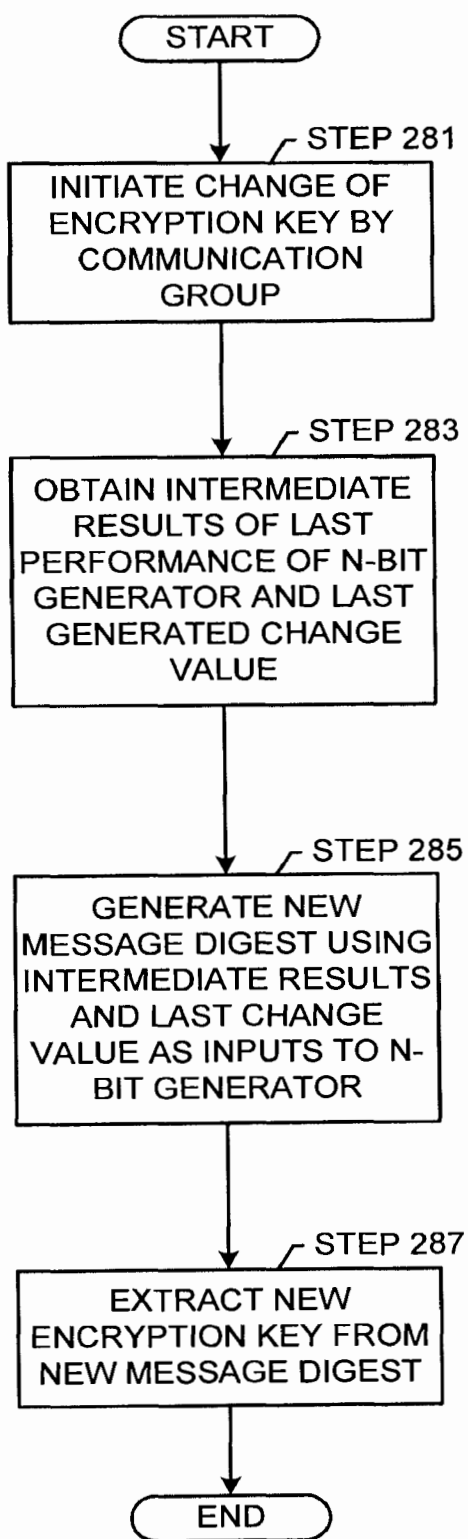 START
STEP 281
INITIATE CHANGE OF
ENCRYPTION KEY BY
COMMUNICATION
GROUP
STEP 283
OBTAIN INTERMEDIATE
RESULTS OF LAST
PERFORMANCE OF N-BIT
GENERATOR AND LAST
GENERATED CHANGE
VALUE
STEP 285
GENERATE NEW
MESSAGE DIGEST USING
INTERMEDIATE RESULTS
AND LAST CHANGE
VALUE AS INPUTS TO N-
BIT GENERATOR
STEP 287
EXTRACT NEW
ENCRYPTION KEY FROM
NEW MESSAGE DIGEST
END